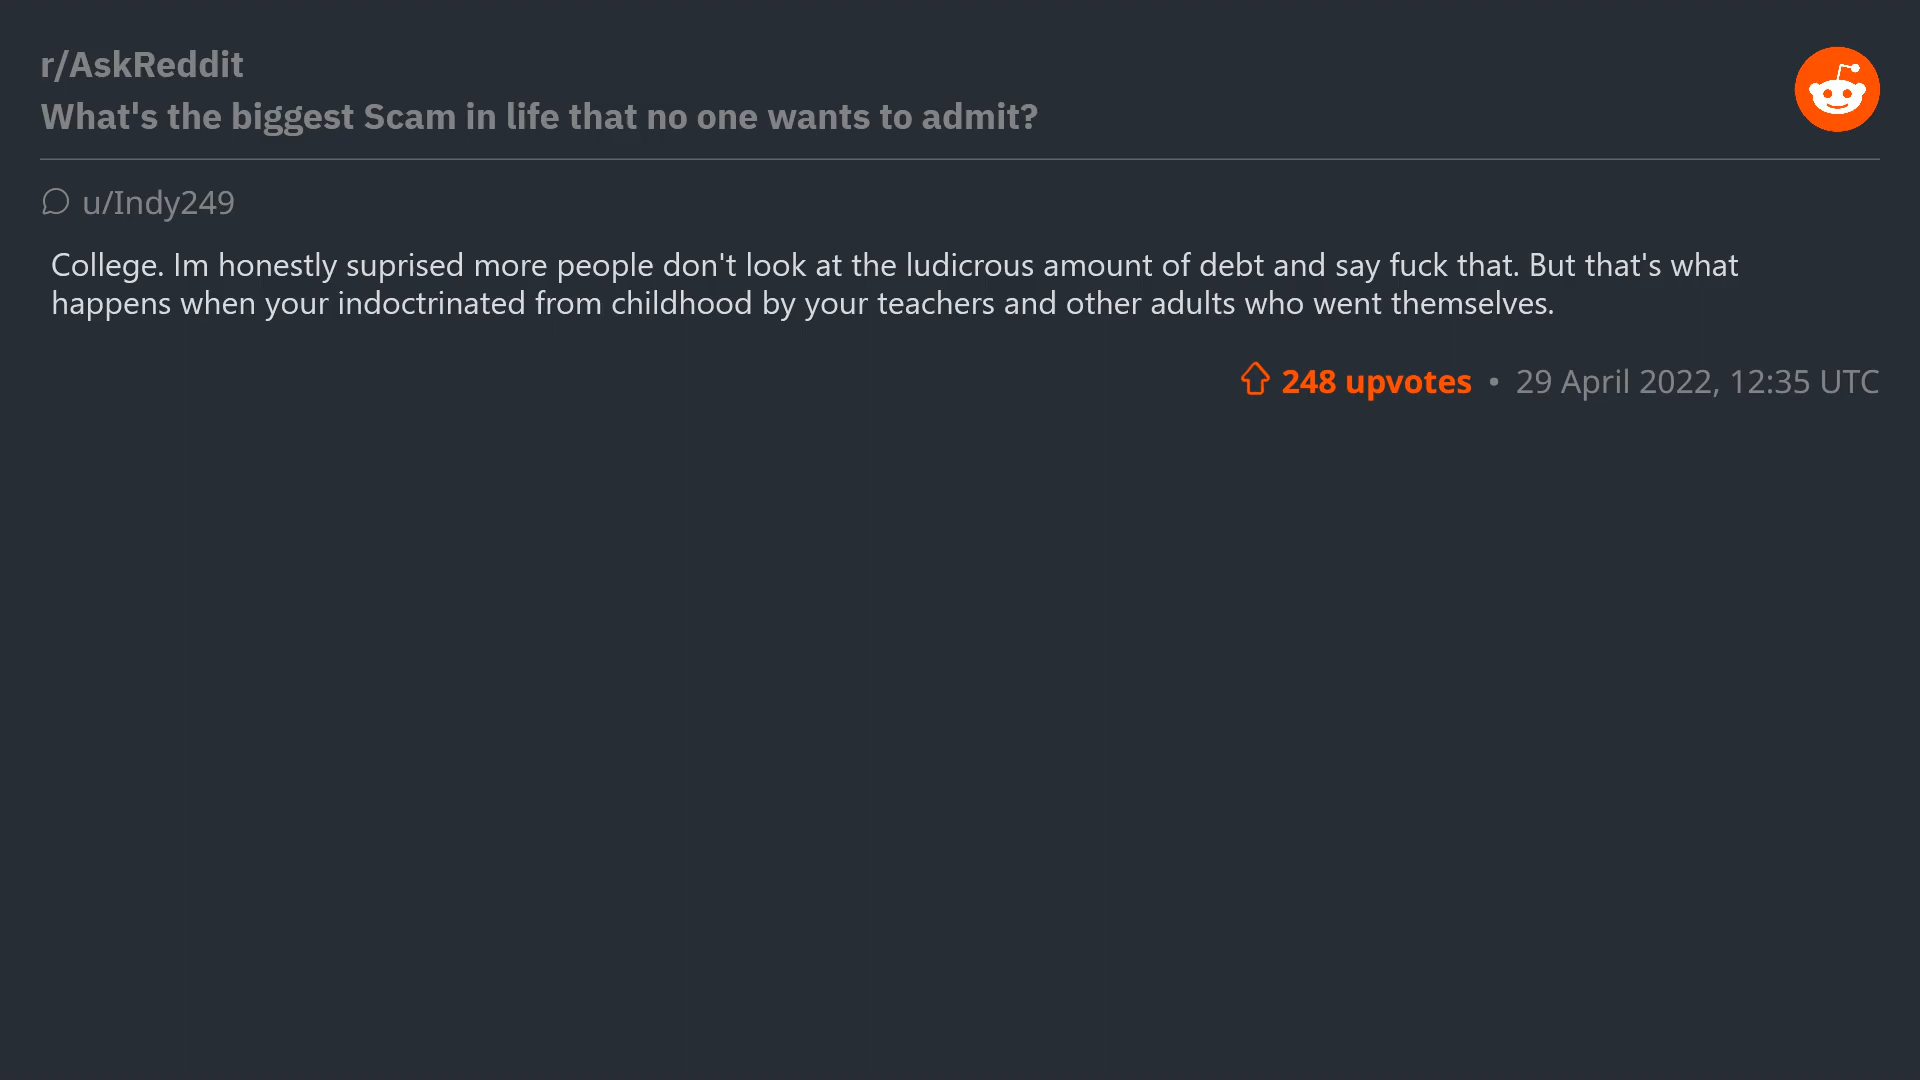 r/AskReddit
What's the biggest Scam in life that no one wants to admit?
u/Indy249
College. Im honestly suprised more people don't look at the ludicrous amount of debt and say fuck that. But that's what
happens when your indoctrinated from childhood by your teachers and other adults who went themselves.
248 upvotes • 29 April 2022, 12:35 UTC